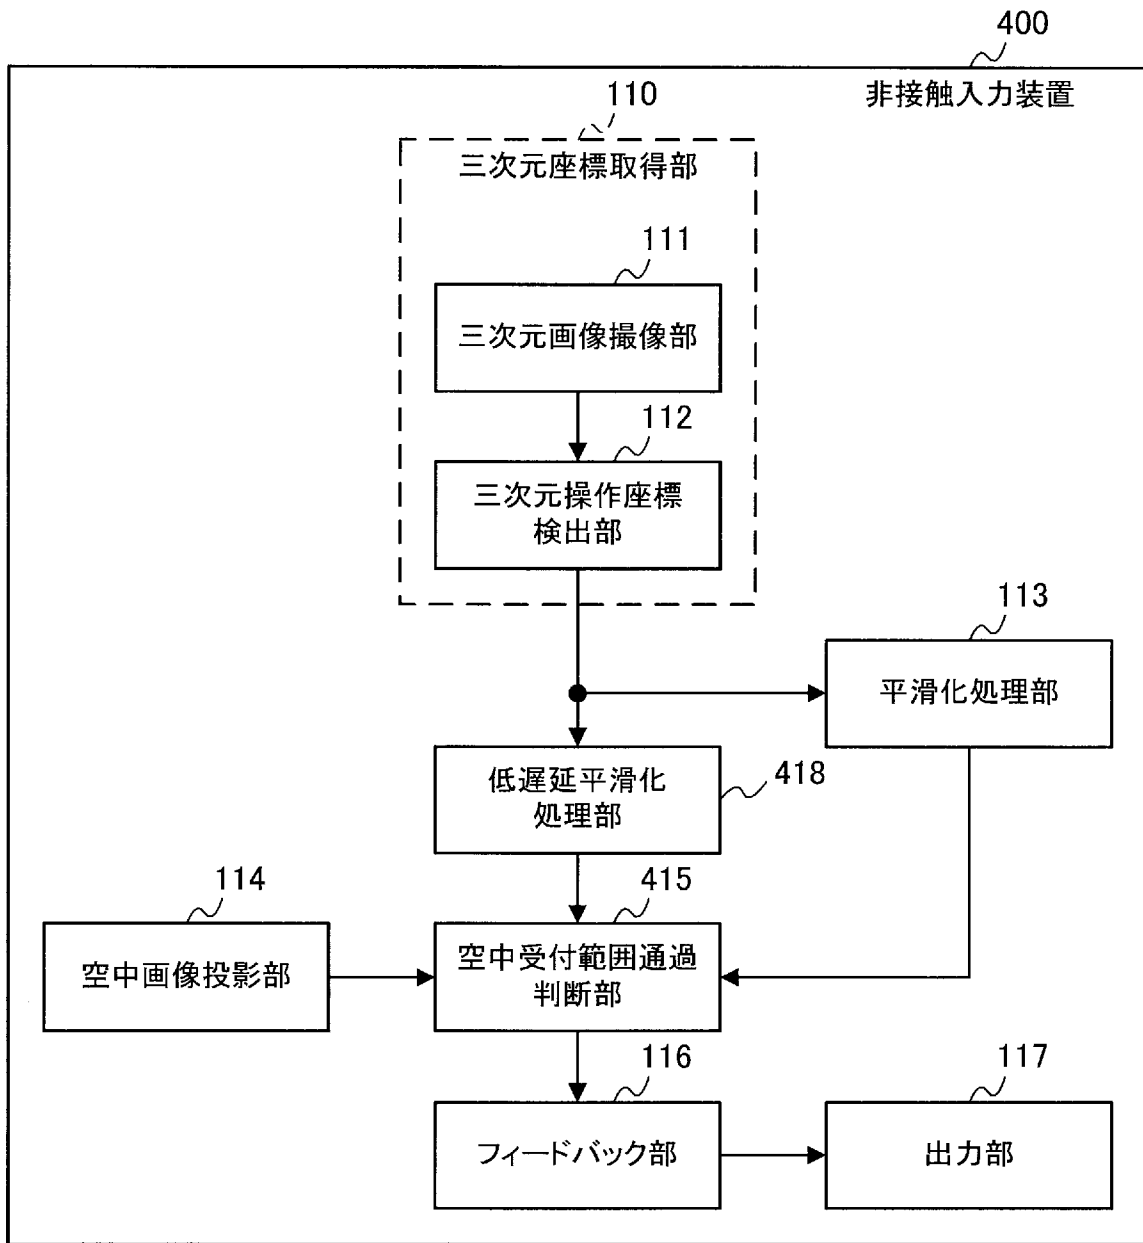 400
非接触入力装置
110
三次元座標取得部
111
三次元画像撮像部
112
三次元操作座標
検出部
113
平滑化処理部
低遅延平滑化
処理部
418
114
空中画像投影部
415
空中受付範囲通過
判断部
116
フィードバック部
117
出力部